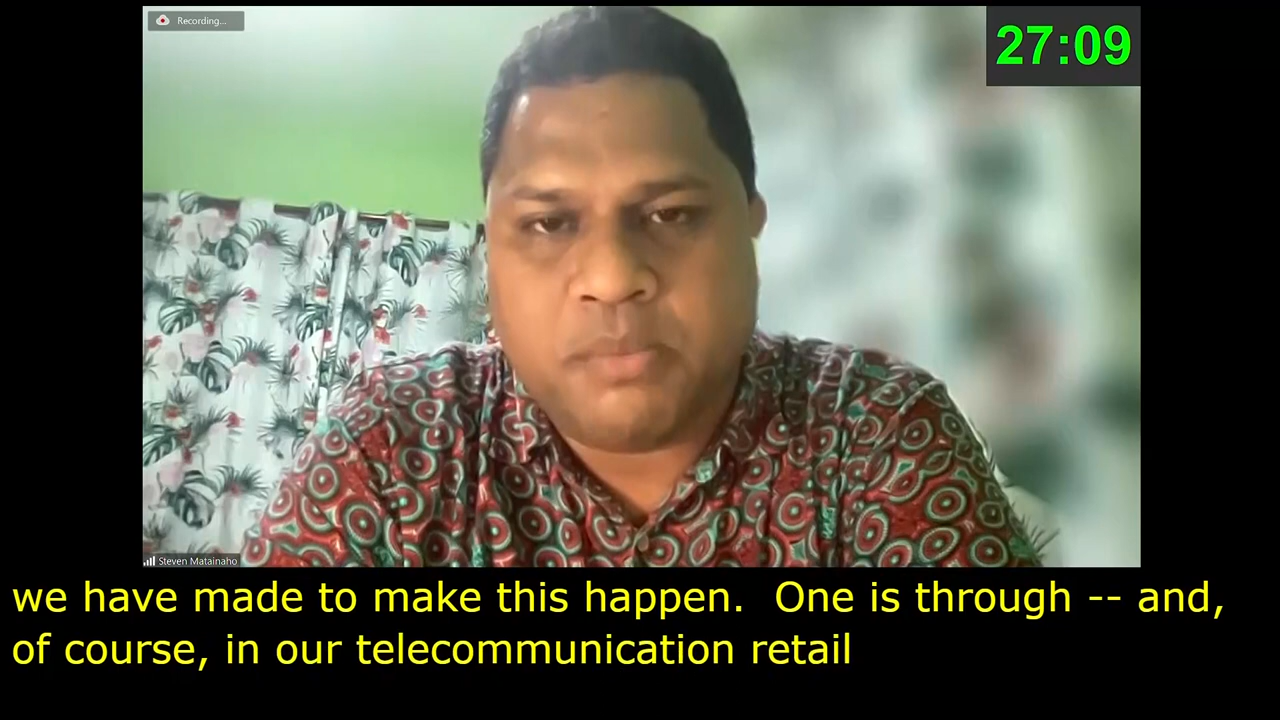 Recording...
27:09
Steven Matainaho
we have made to make this happen.  One is through -- and,
of course, in our telecommunication retail